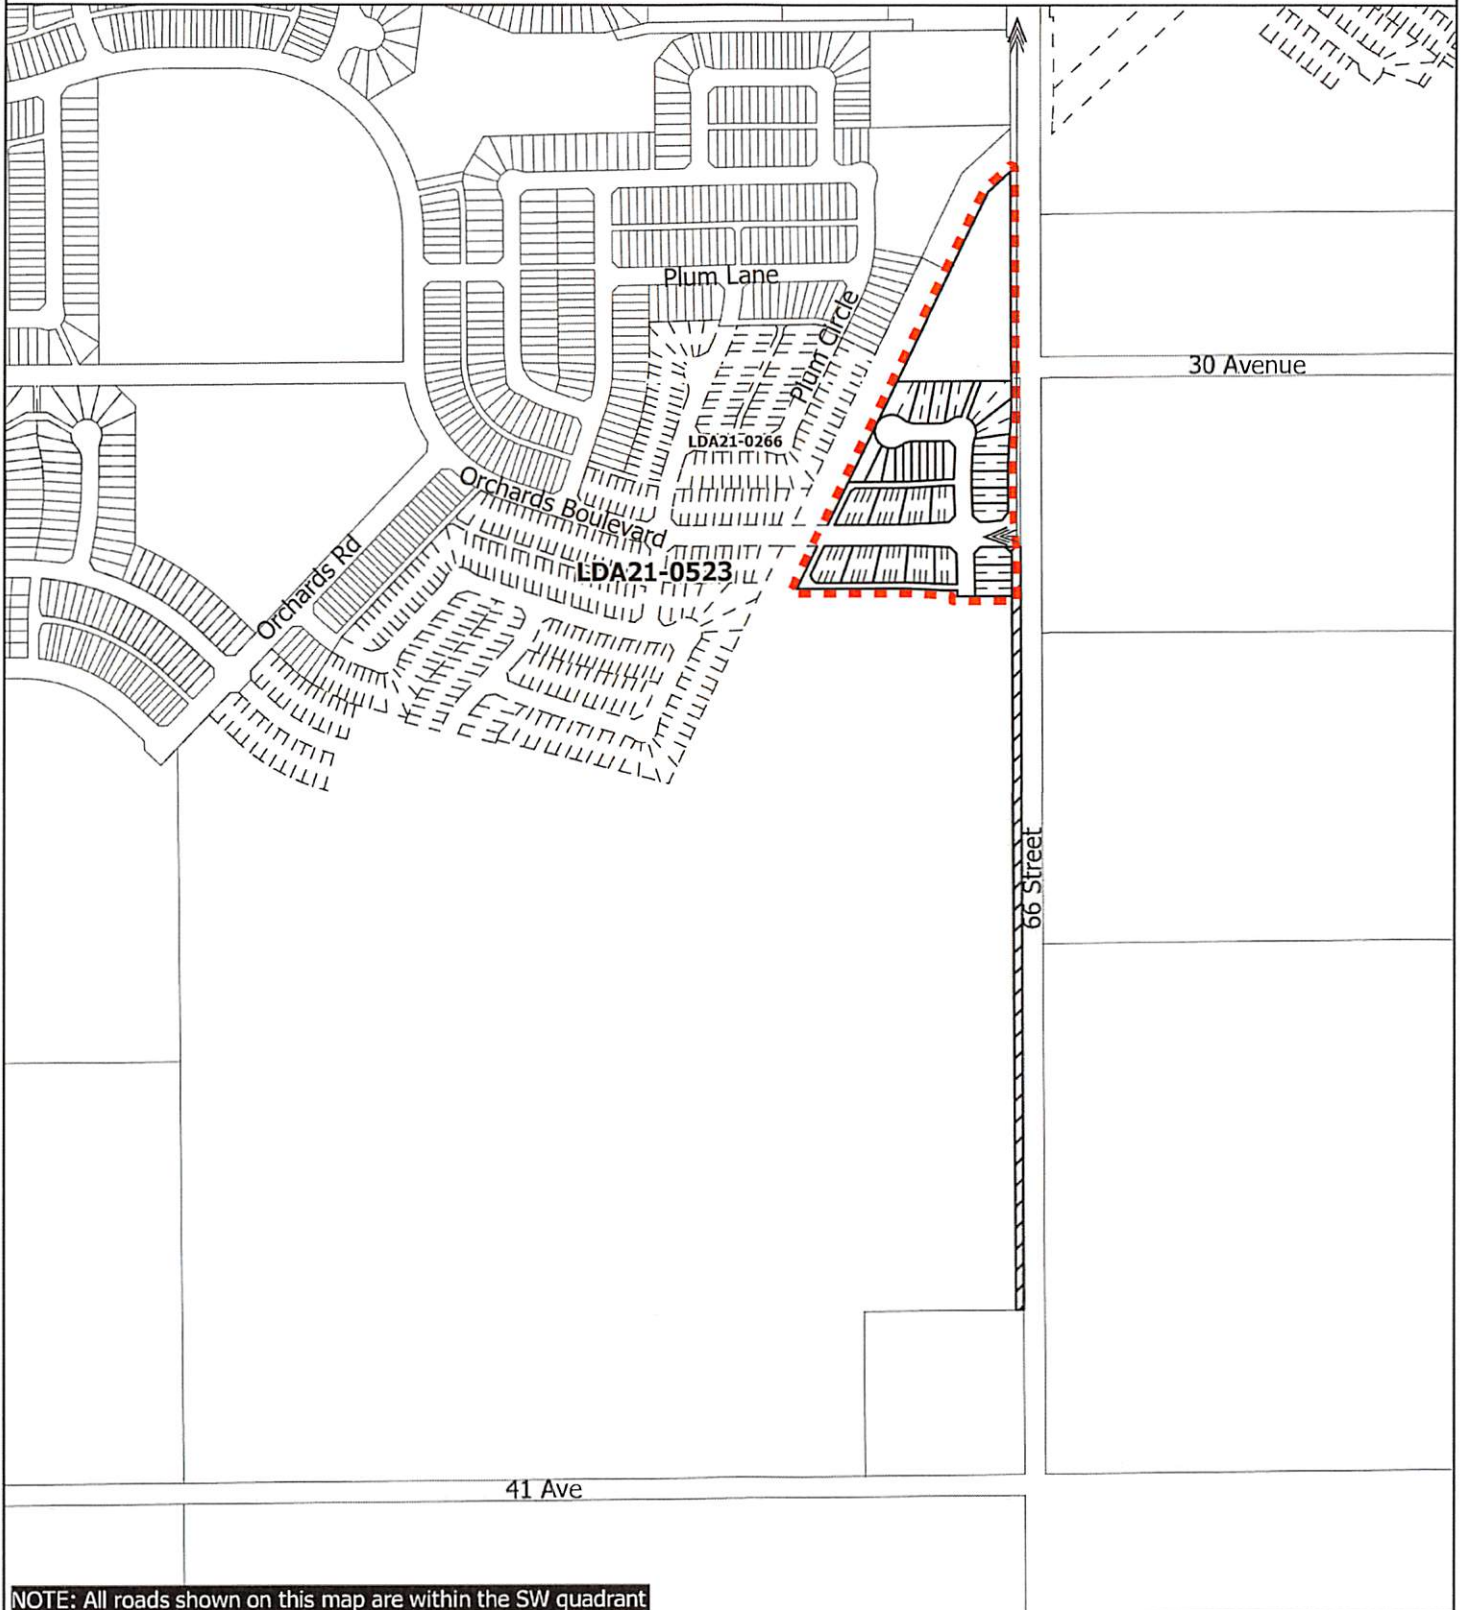 Plum Lane
Plum Circle
30 Avenue
LDA21-0266
Orchards Boulevard
LDA21-0523
Orchards Rd
66 Street
41 Ave
NOTE: All roads shown on this map are within the SW quadrant